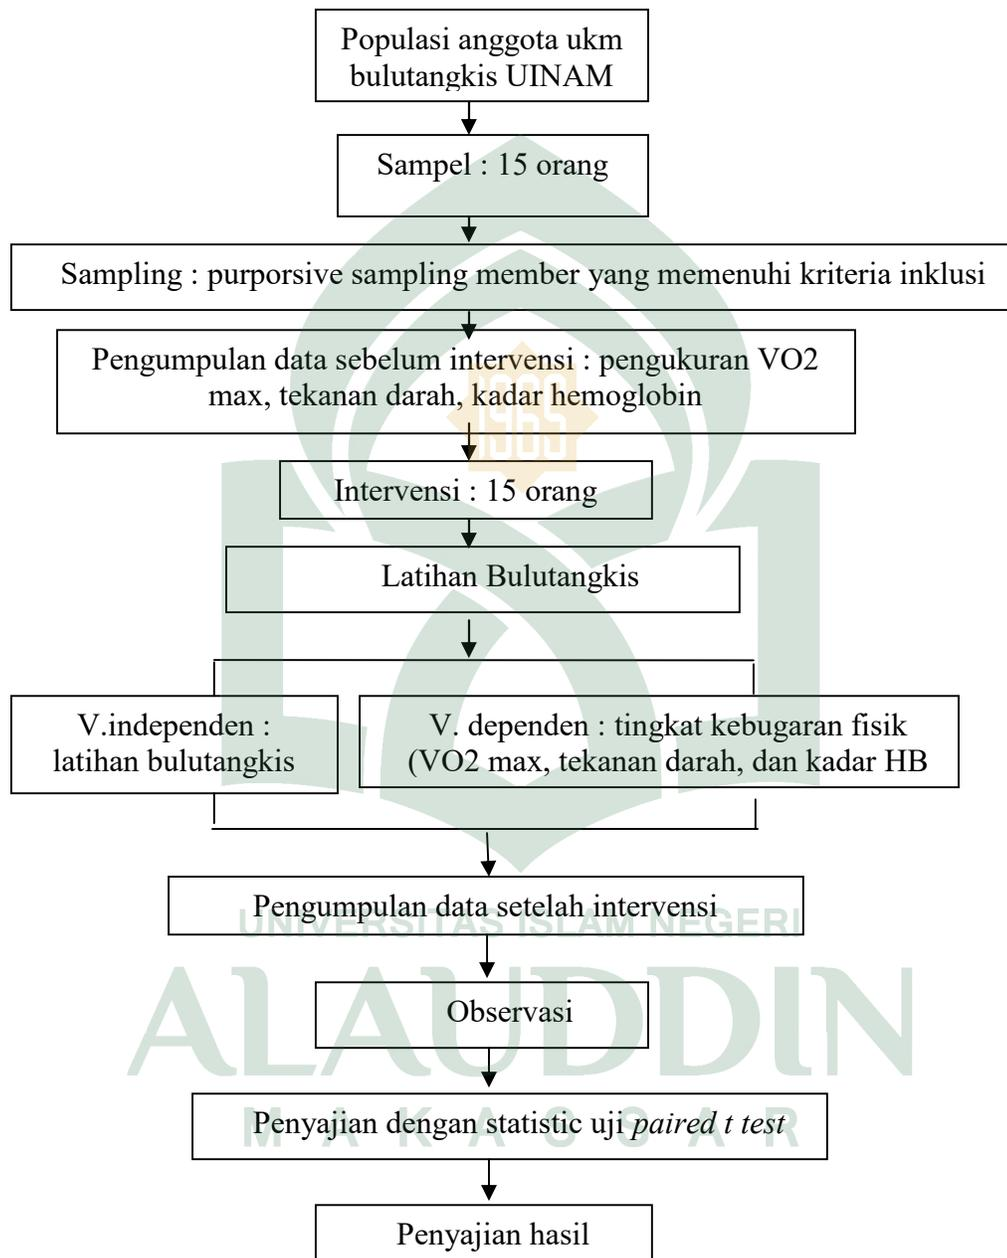 Populasi anggota ukm
bulutangkis UINAM
Sampel : 15 orang
Sampling : purporsive sampling member yang memenuhi kriteria inklusi
Pengumpulan data sebelum intervensi : pengukuran VO2
max, tekanan darah, kadar hemoglobin
1965
Intervensi : 15 orang
Latihan Bulutangkis
V.independen :
latihan bulutangkis
V. dependen : tingkat kebugaran fisik
(VO2 max, tekanan darah, dan kadar HB
Pengumpulan data setelah intervensi
UNIVERSITAS ISLAM NEGERI
ALAUDDIN
Observasi
Penyajian dengan statistic uji paired t test
MAKASSAR
Penyajian hasil